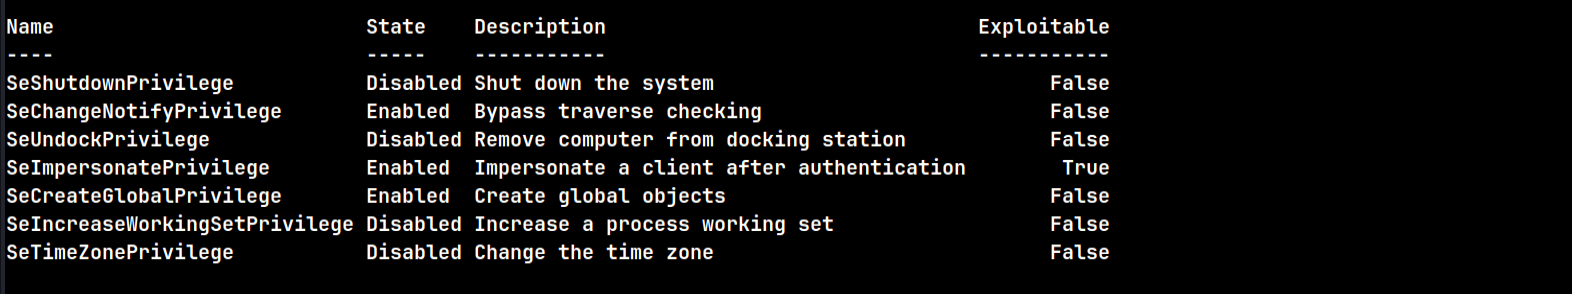 Name                          State    Description                               Exploitable
----                          -----    -----------                               -----------
SeShutdownPrivilege           Disabled Shut down the system                            False
SeChangeNotifyPrivilege       Enabled  Bypass traverse checking                        False
SeUndockPrivilege             Disabled Remove computer from docking station            False
SeImpersonatePrivilege        Enabled  Impersonate a client after authentication        True
SeCreateGlobalPrivilege       Enabled  Create global objects                           False
SeIncreaseWorkingSetPrivilege Disabled Increase a process working set                  False
SeTimeZonePrivilege           Disabled Change the time zone                            False